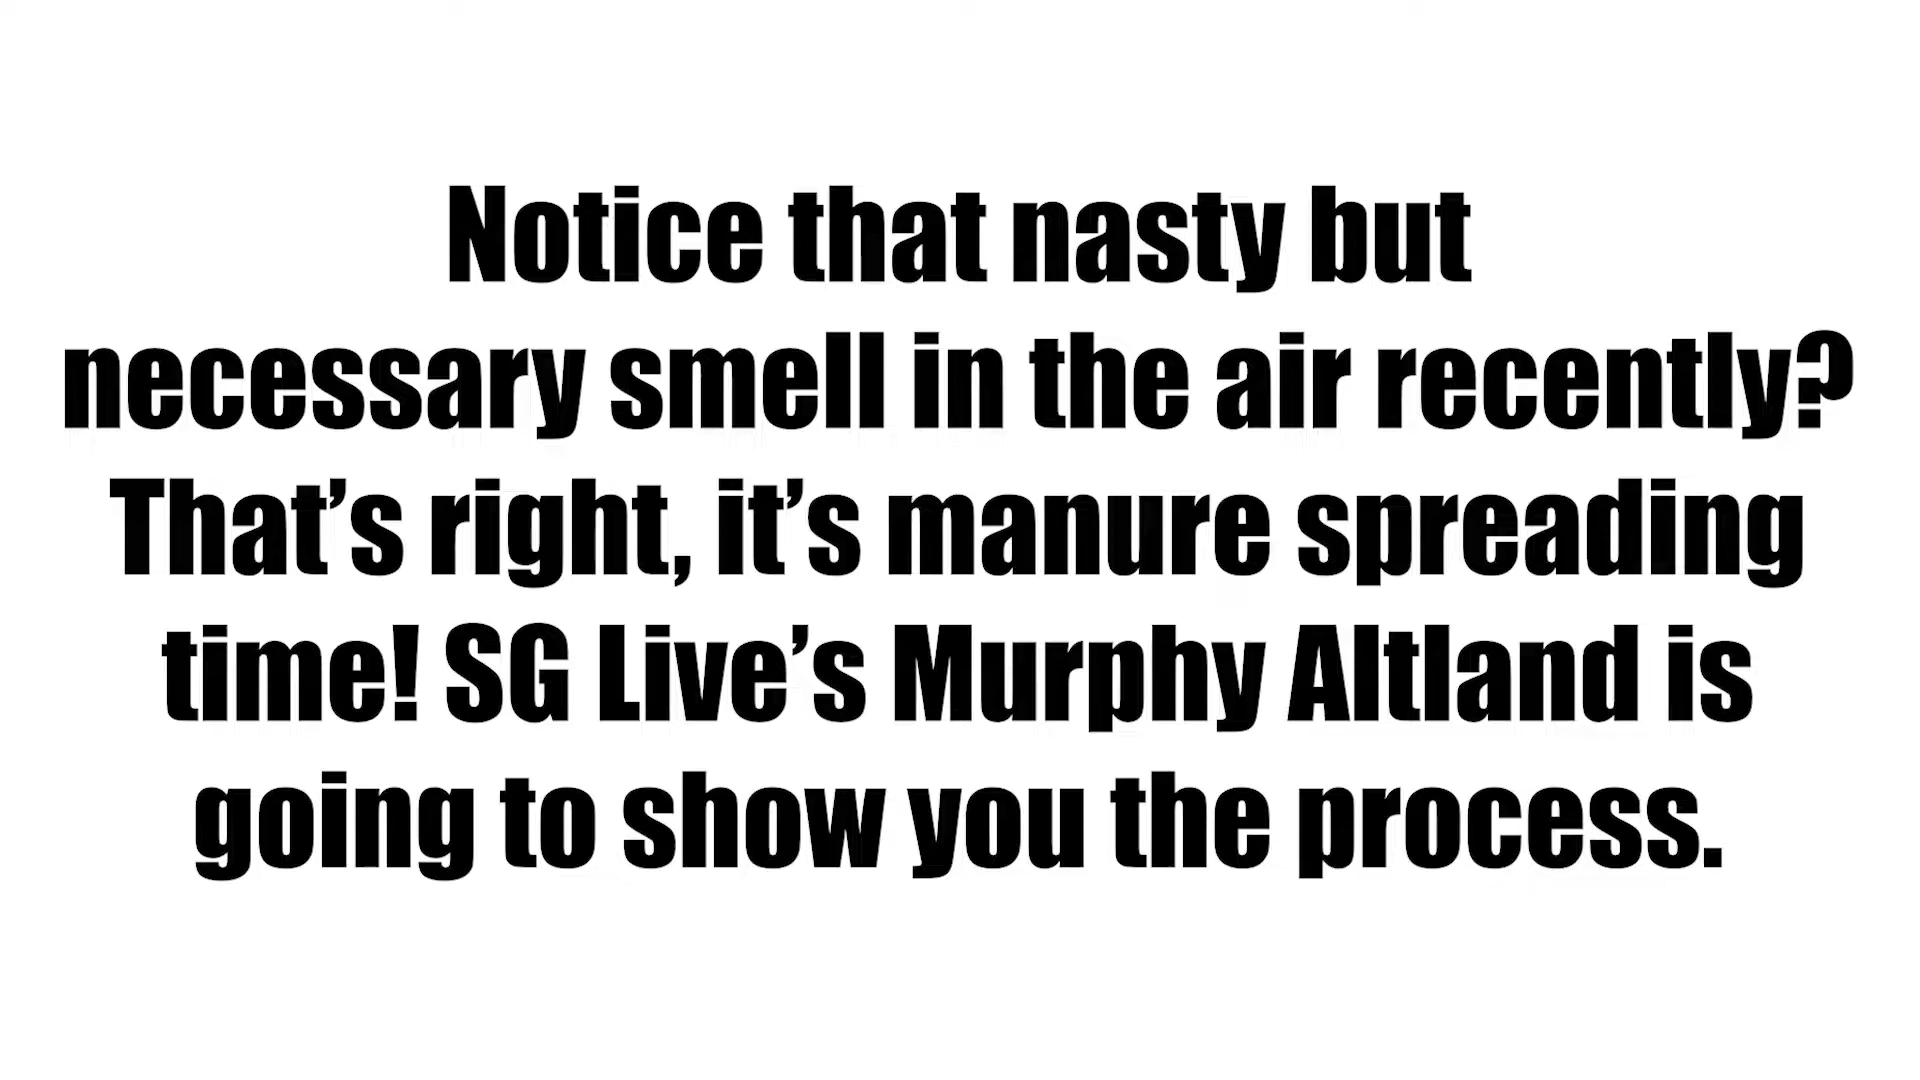 Notice that nasty but
necessary smell in the air recently?
That’s right, it’s manure spreading
time! SG Live’s Murphy Altland is
going to show you the process.